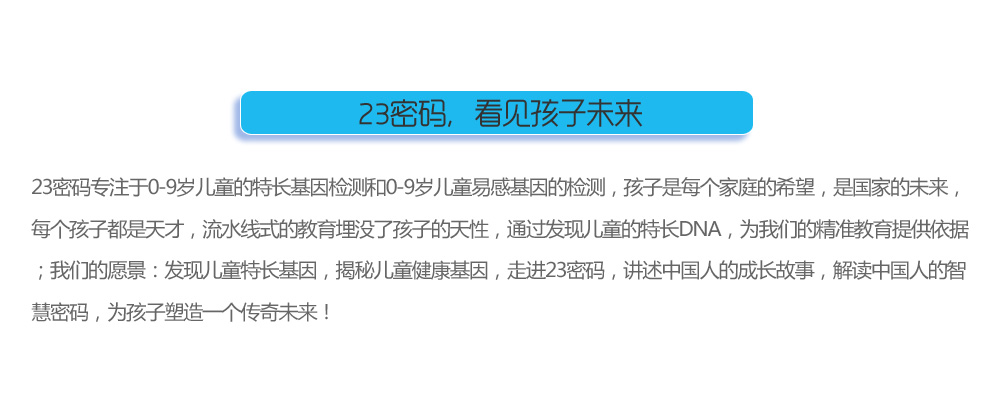 23密码，看见孩子未来
23密码专注于0-9岁儿童的特长基因检测和0-9岁儿童易感基因的检测，孩子是每个家庭的希望，是国家的未来，
每个孩子都是天才，流水线式的教育埋没了孩子的天性，通过发现儿童的特长DNA，为我们的精准教育提供依据
；我们的愿景：发现儿童特长基因，揭秘儿童健康基因，走进23密码，讲述中国人的成长故事，解读中国人的智
慧密码，为孩子塑造一个传奇未来！